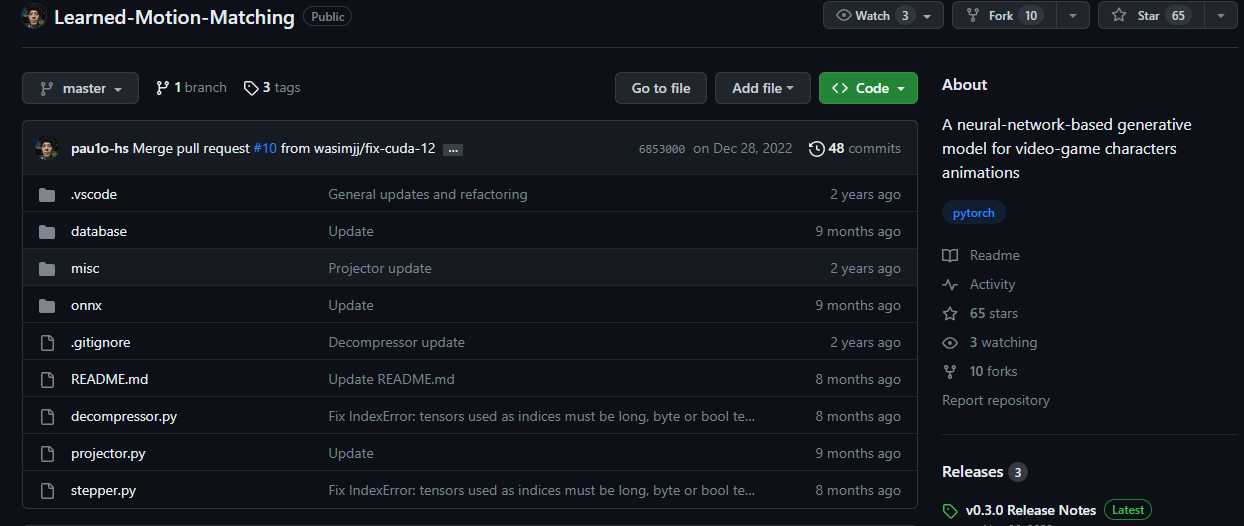 Learned-Motion-Matching Public Watch 3 Fork 10 Star 65
master 1 branch 3 tags Go to file Add file Code
pau1o-hs Merge pull request #10 from wasimjj/fix-cuda-12 ... 6853000 on Dec 28, 2022 48 commits
.vscode General updates and refactoring 2 years ago
database Update 9 months ago
misc Projector update 2 years ago
onnx Update 9 months ago
.gitignore Decompressor update 2 years ago
README.md Update README.md 8 months ago
decompressor.py Fix IndexError: tensors used as indices must be long, byte or bool te... 8 months ago
projector.py Update 9 months ago
stepper.py Fix IndexError: tensors used as indices must be long, byte or bool te... 8 months ago
About
A neural-network-based generative
model for video-game characters
animations
pytorch
Readme
Activity
65 stars
3 watching
10 forks
Report repository
Releases 3
v0.3.0 Release Notes Latest